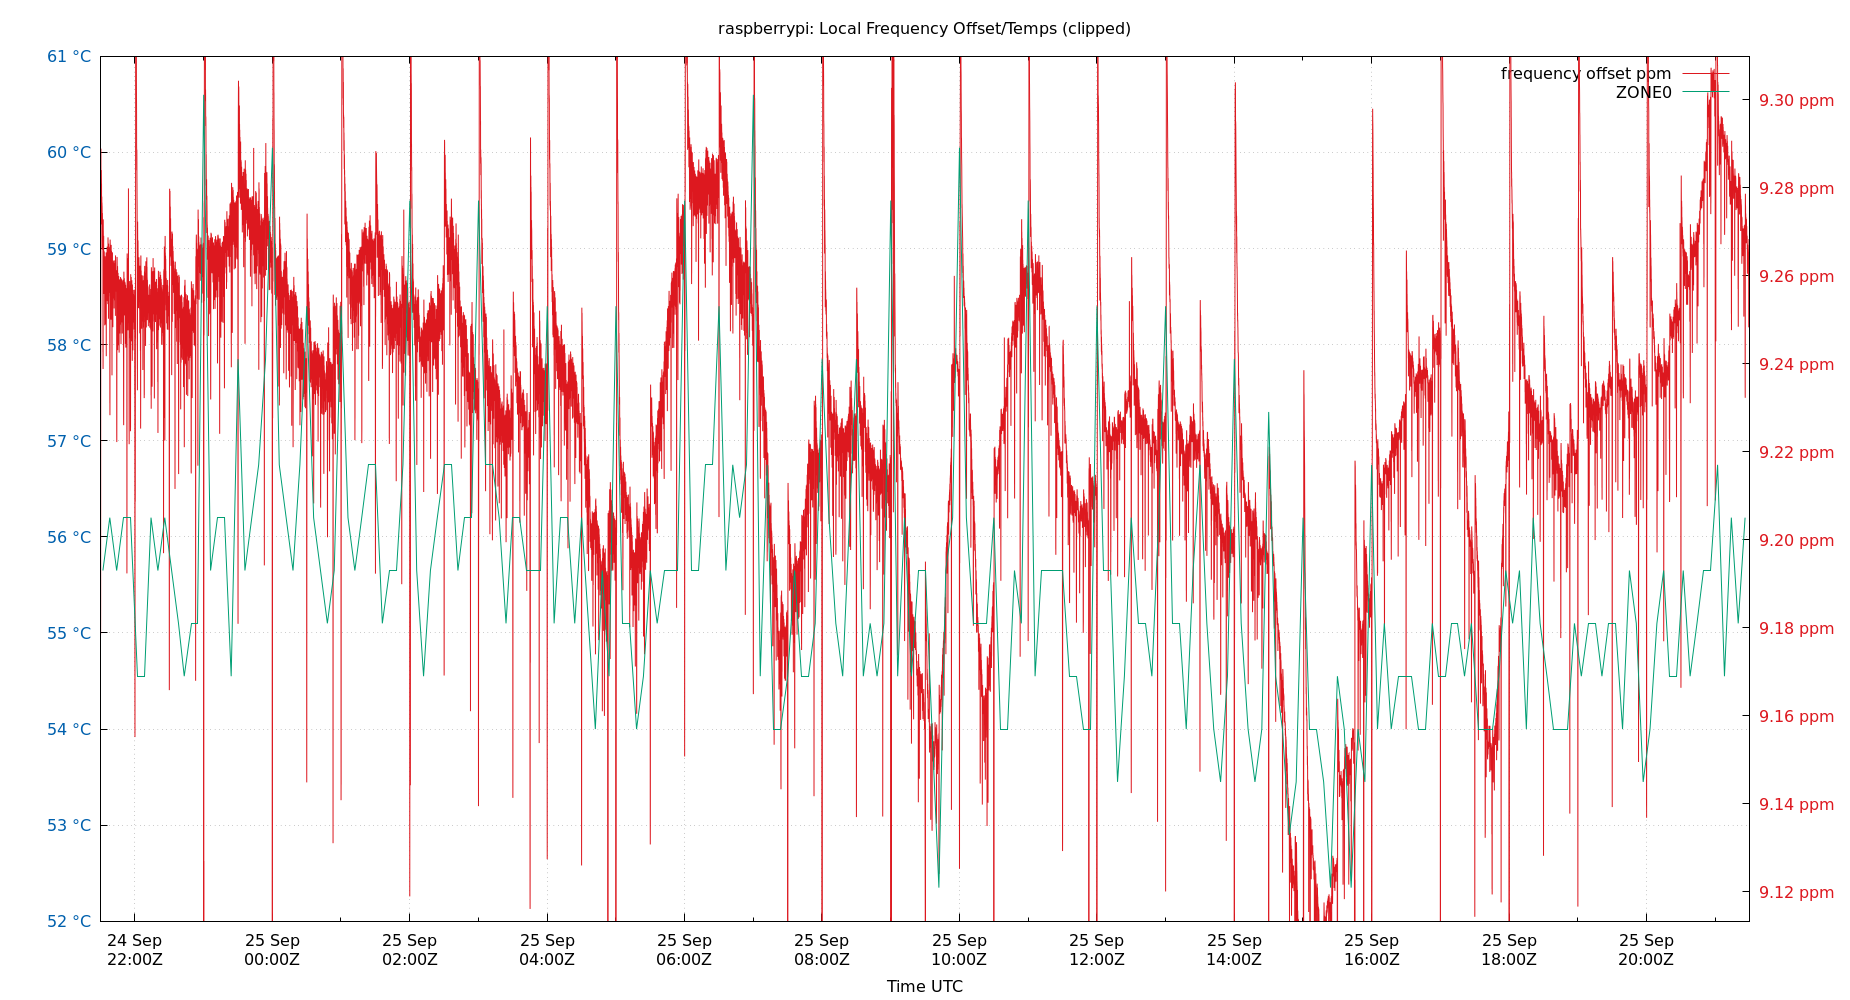 raspberrypi: Local Frequency Offset/Temps (clipped)
frequency offset ppm
ZONE0
61 °C
60 °C
59 °C
58 °C
57 °C
56 °C
55 °C
54 °C
53 °C
52 °C
9.30 ppm
9.28 ppm
9.26 ppm
9.24 ppm
9.22 ppm
9.20 ppm
9.18 ppm
9.16 ppm
9.14 ppm
9.12 ppm
24 Sep 25 Sep 25 Sep 25 Sep 25 Sep 25 Sep 25 Sep 25 Sep 25 Sep 25 Sep 25 Sep 25 Sep
22:00Z 00:00Z 02:00Z 04:00Z 06:00Z 08:00Z 10:00Z 12:00Z 14:00Z 16:00Z 18:00Z 20:00Z
Time UTC